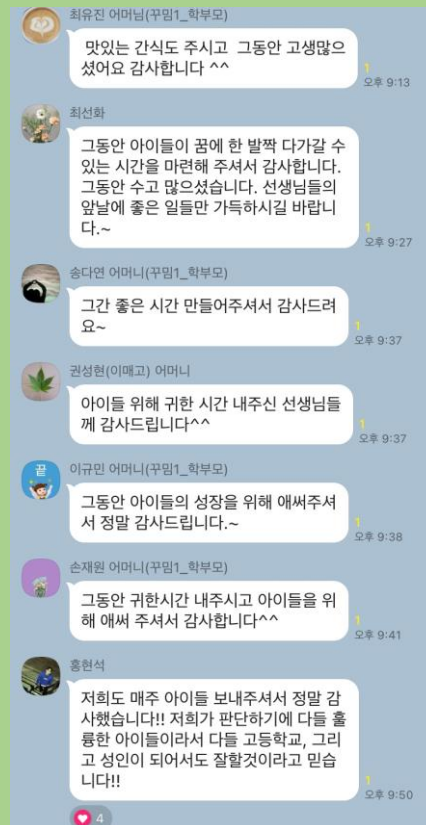 최유진 어머님(꾸밈1_학부모)
맛있는 간식도 주시고  그동안 고생많으
셨어요 감사합니다 ^^
1
오후 9:13
최선화
그동안 아이들이 꿈에 한 발짝 다가갈 수
있는 시간을 마련해 주셔서 감사합니다.
그동안 수고 많으셨습니다. 선생님들의
앞날에 좋은 일들만 가득하시길 바랍니
다.~
1
오후 9:27
송다연 어머니(꾸밈1_학부모)
그간 좋은 시간 만들어주셔서 감사드려
요~
1
오후 9:37
권성현(이매고) 어머니
아이들 위해 귀한 시간 내주신 선생님들
께 감사드립니다^^
1
오후 9:37
끝
이규민 어머니(꾸밈1_학부모)
그동안 아이들의 성장을 위해 애써주셔
서 정말 감사드립니다.~
1
오후 9:38
손재원 어머니(꾸밈1_학부모)
그동안 귀한시간 내주시고 아이들을 위
해 애써 주셔서 감사합니다^^
1
오후 9:41
홍현석
저희도 매주 아이들 보내주셔서 정말 감
사했습니다!! 저희가 판단하기에 다들 훌
륭한 아이들이라서 다들 고등학교, 그리
고 성인이 되어서도 잘할것이라고 믿습
니다!!
1
오후 9:50
4